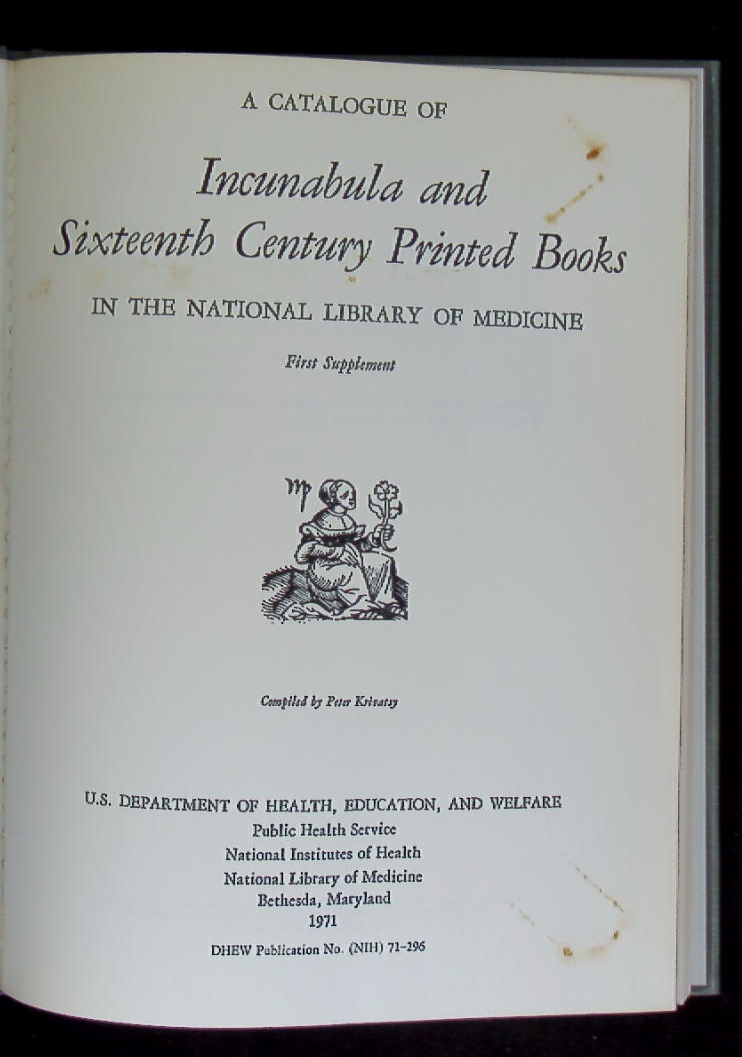 A CATALOGUE OF
Incunabula and
Sixteenth Century Printed Books
IN THE NATIONAL LIBRARY OF MEDICINE
First Supplement
Compiled by Peter Krivatsy
U.S. DEPARTMENT OF HEALTH, EDUCATION, AND WELFARE
Public Health Service
National Institutes of Health
National Library of Medicine
Bethesda, Maryland
1971
DHEW Publication No. (NIH) 71-296